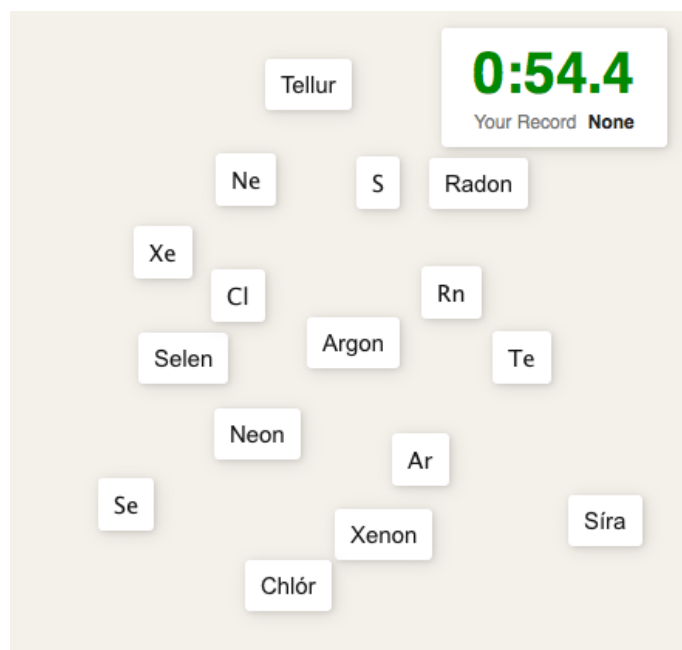 0:54.4
Your Record None
Tellur
Ne
S
Radon
Xe
Cl
Rn
Argon
Selen
Te
Neon
Ar
Se
Síra
Xenon
Chlór